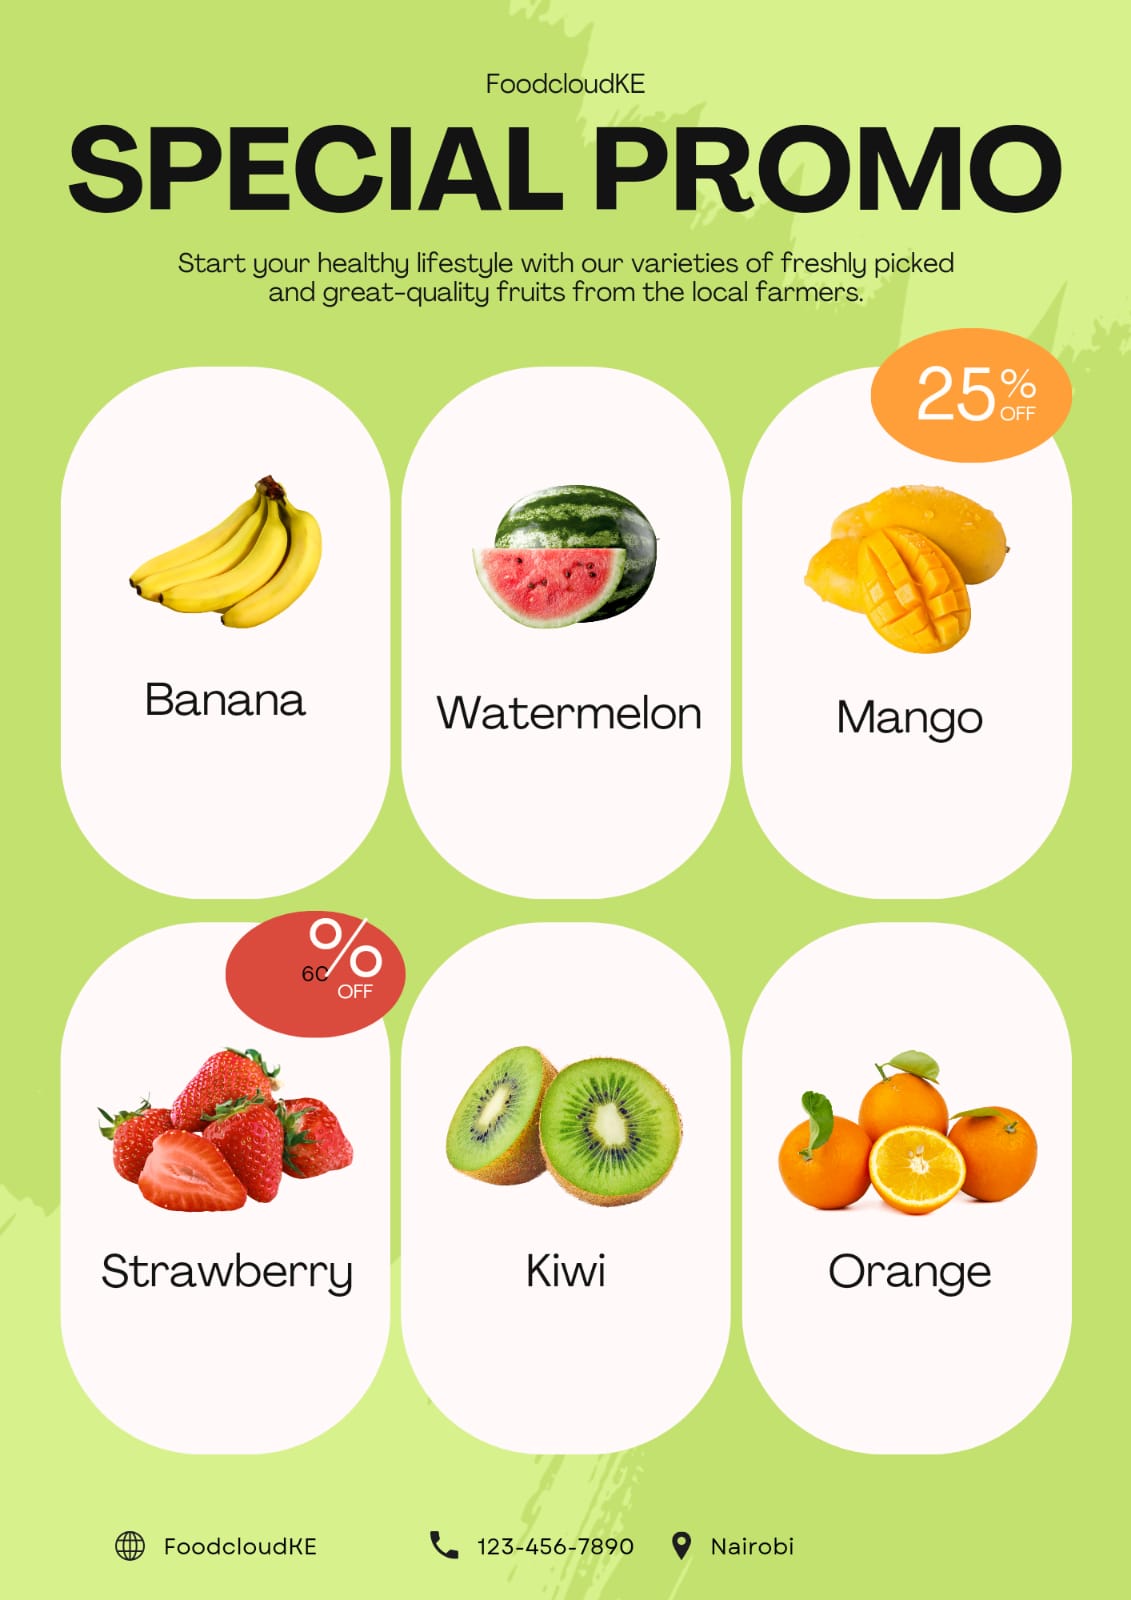 FoodcloudKE
SPECIAL PROMO
Start your healthy lifestyle with our varieties of freshly picked
and great-quality fruits from the local farmers.
25%
OFF
Banana
Watermelon
Mango
%
OFF
Strawberry
Kiwi
Orange
FoodcloudKE
123-456-7890
Nairobi